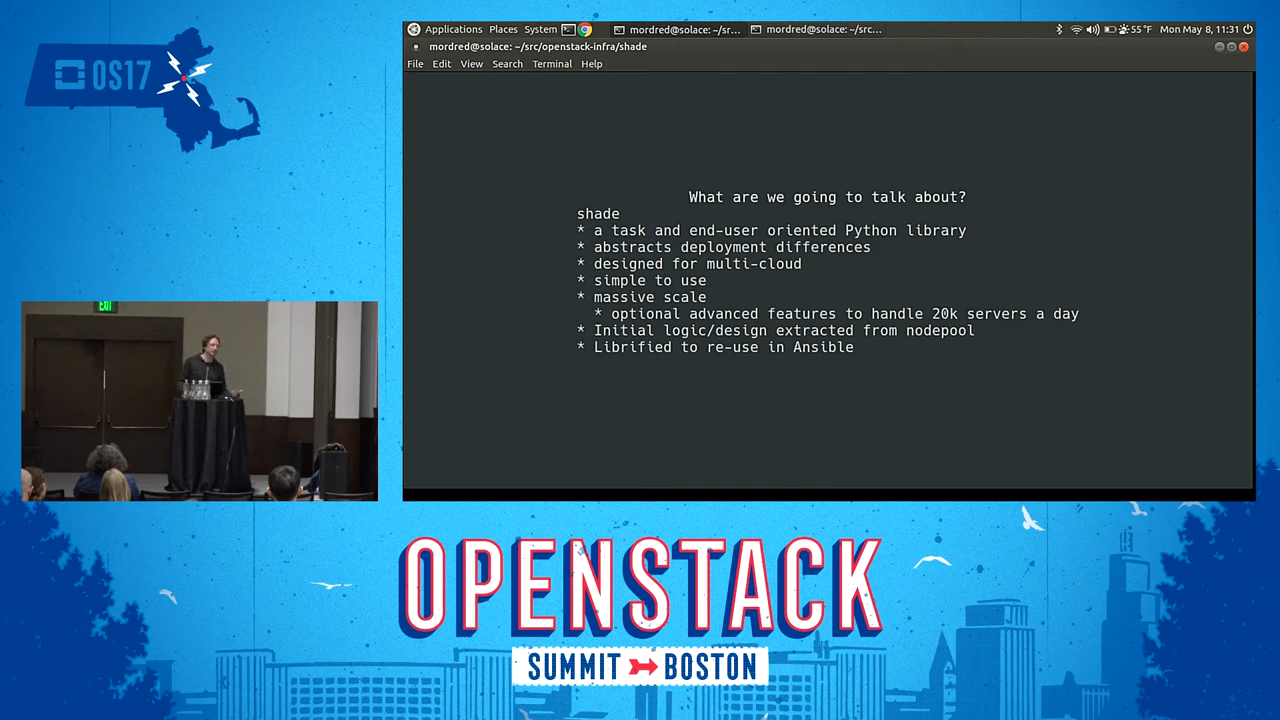 OS17
Applications Places System mordred@solace: ~/sr... mordred@solace: ~/src... 55 °F Mon May 8, 11:31
mordred@solace: ~/src/openstack-infra/shade
File Edit View Search Terminal Help
What are we going to talk about?
shade
* a task and end-user oriented Python library
* abstracts deployment differences
* designed for multi-cloud
* simple to use
* massive scale
* optional advanced features to handle 20k servers a day
* Initial logic/design extracted from nodepool
* Librified to re-use in Ansible
EXIT
OPENSTACK
SUMMIT BOSTON